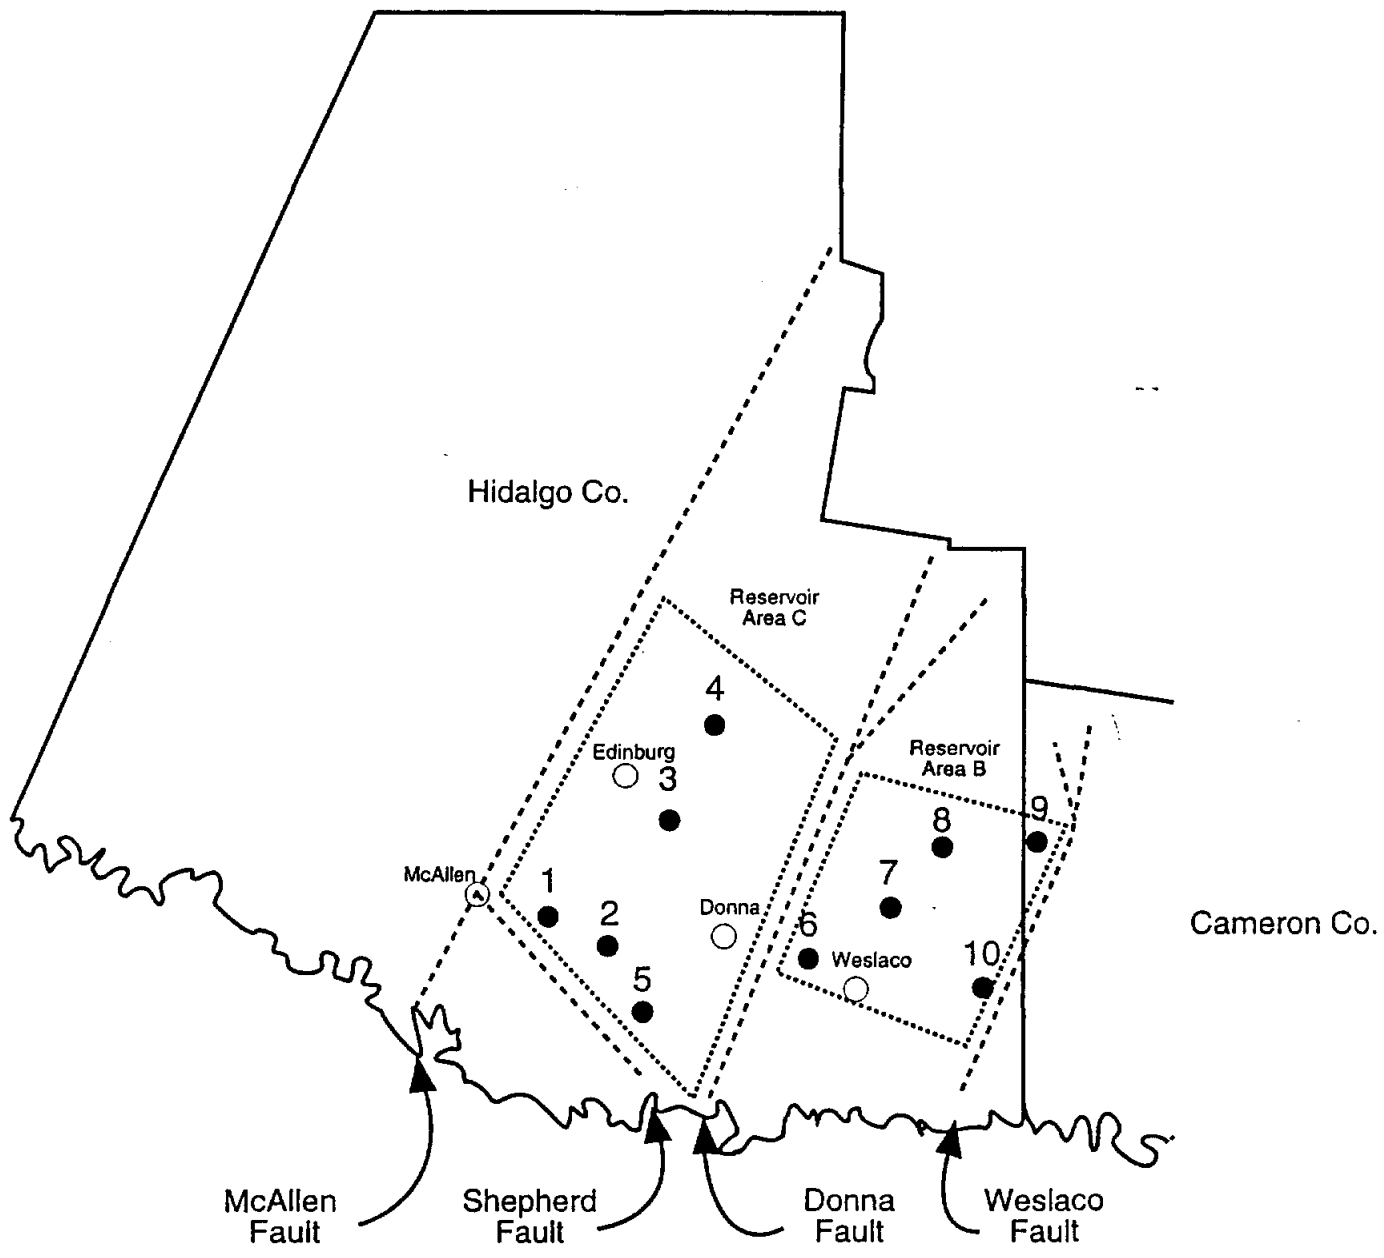 Hidalgo Co.
Reservoir
Area C
4
Edinburg
3
Reservoir
Area B
9
8
McAllen
1
7
2
Donna
6
Cameron Co.
Weslaco
10
5
McAllen
Fault
Shepherd
Fault
Donna
Fault
Weslaco
Fault